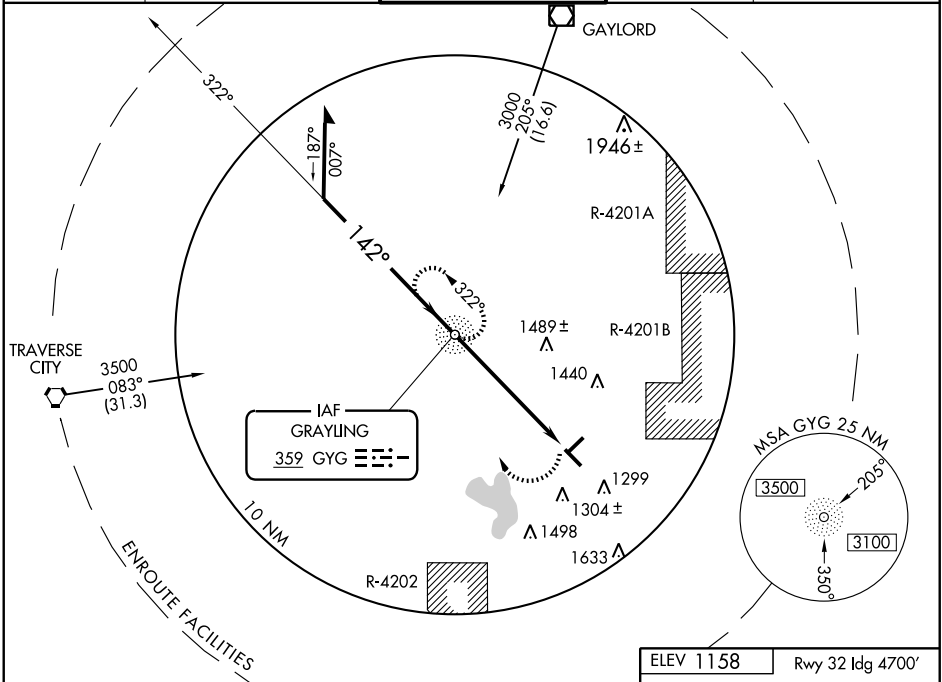 GAYLORD
322°
3000
205°
(16.6)
187°
007°
1946±
R-4201A
142°
322°
1489±
R-4201B
1440
TRAVERSE
CITY
3500
083°
(31.3)
IAF
GRAYLING
359 GYG
MSA GYG 25 NM
3500
205°
3100
350°
1299
1304±
1498
1633
10 NM
R-4202
ENROUTE FACILITIES
ELEV 1158
Rwy 32 ldg 4700'